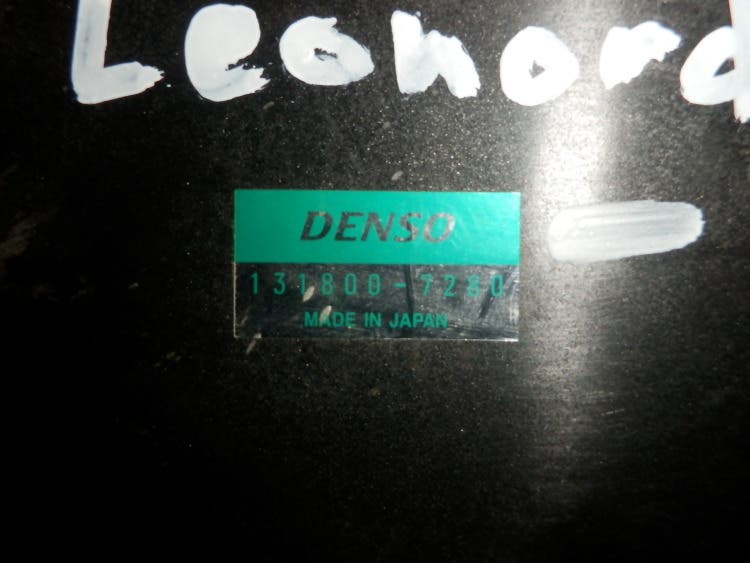 Leonard
DENSO
131800-7280
MADE IN JAPAN